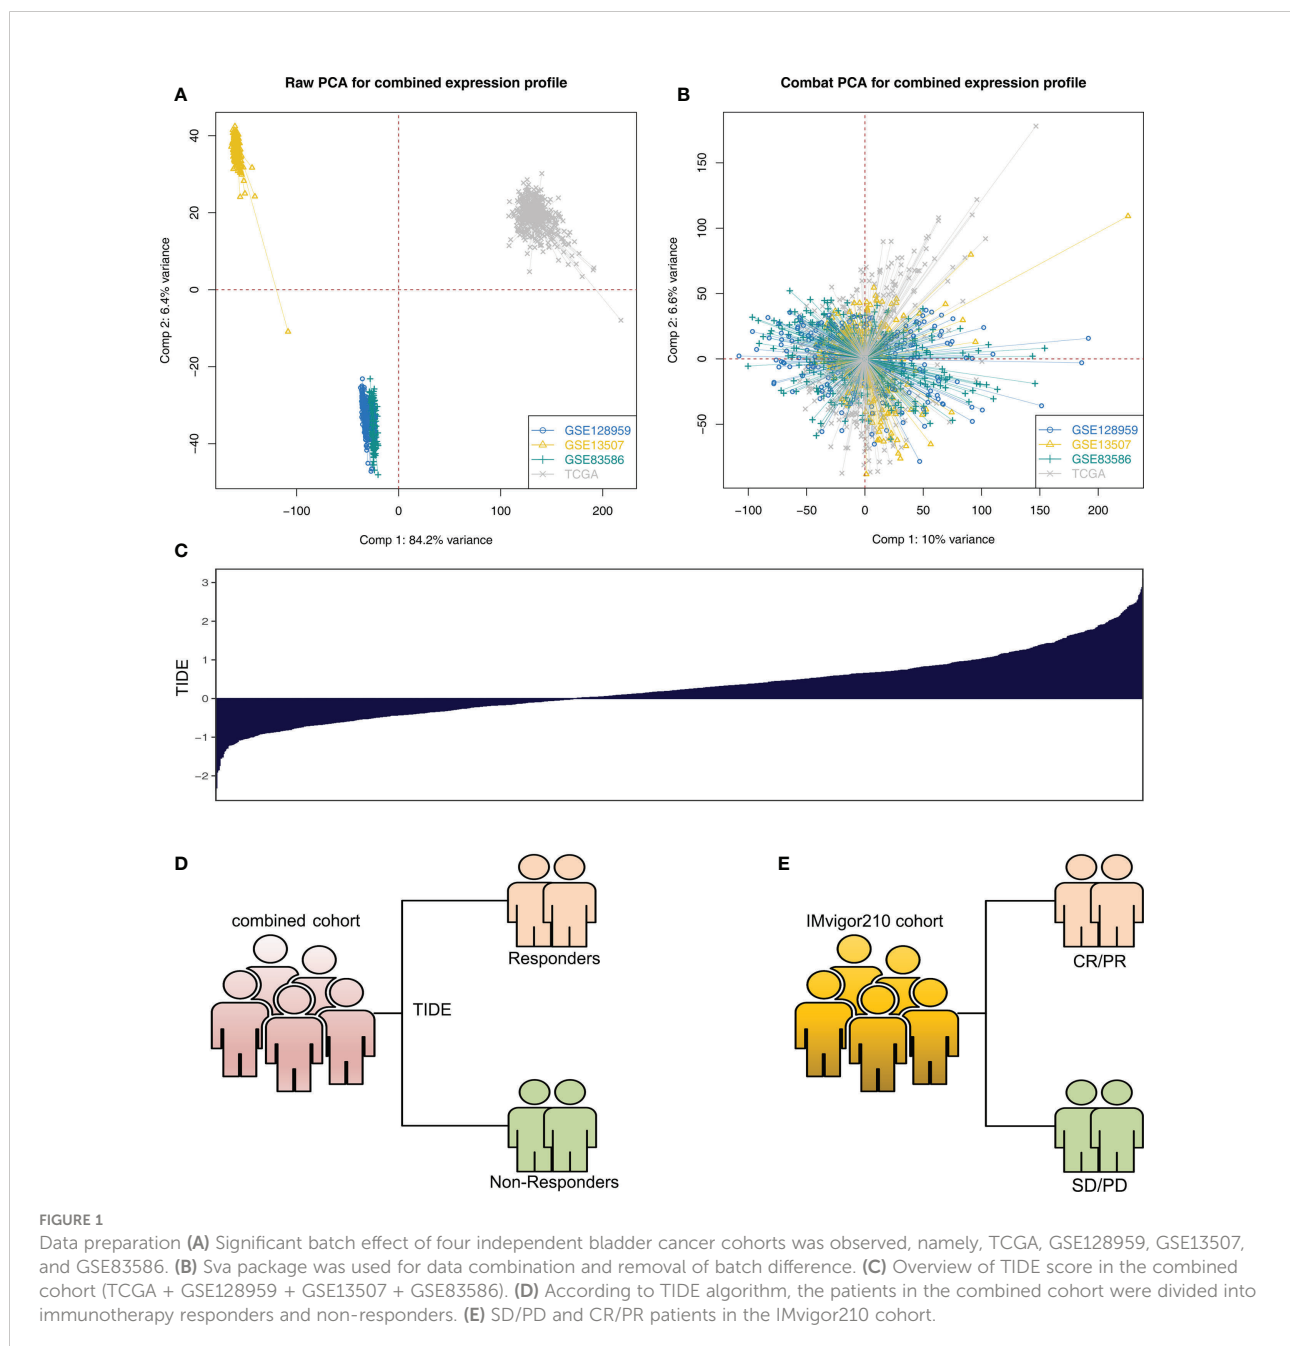 Raw PCA for combined expression profile
A
40
20
0
−20
−40
Comp 2: 6.4% variance
−100
0
100
200
Comp 1: 84.2% variance
GSE128959
GSE13507
GSE83586
TCGA
Combat PCA for combined expression profile
B
150
100
50
0
−50
Comp 2: 6.6% variance
−100
−50
0
50
100
150
200
Comp 1: 10% variance
GSE128959
GSE13507
GSE83586
TCGA
C
3
2
1
0
−1
−2
TIDE
D
combined cohort
TIDE
Responders
Non-Responders
E
IMvigor210 cohort
CR/PR
SD/PD
FIGURE 1
Data preparation (A) Significant batch effect of four independent bladder cancer cohorts was observed, namely, TCGA, GSE128959, GSE13507,
and GSE83586. (B) Sva package was used for data combination and removal of batch difference. (C) Overview of TIDE score in the combined
cohort (TCGA + GSE128959 + GSE13507 + GSE83586). (D) According to TIDE algorithm, the patients in the combined cohort were divided into
immunotherapy responders and non-responders. (E) SD/PD and CR/PR patients in the IMvigor210 cohort.